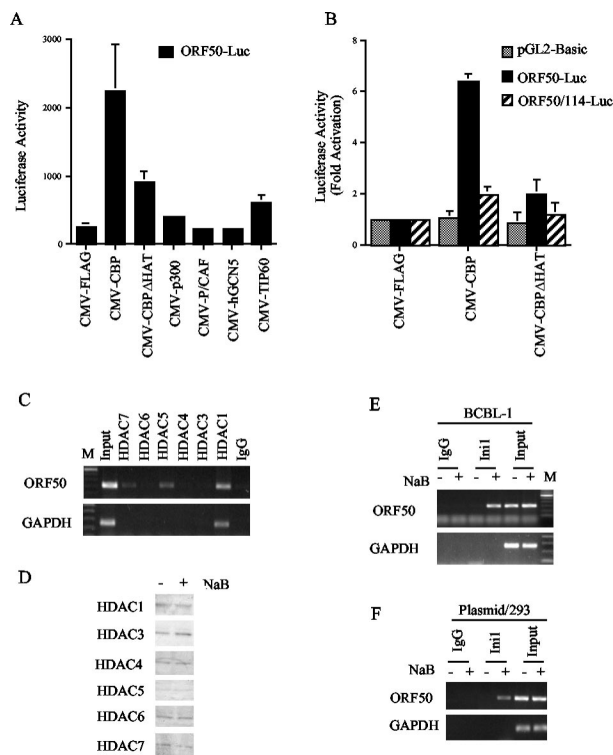 A
Luciferase Activity
3000
2000
1000
0
ORF50-Luc
CMV-FLAG
CMV-CBP
CMV-CBPΔHAT
CMV-p300
CMV-P/CAF
CMV-hGCN5
CMV-TIP60
B
Luciferase Activity
(Fold Activation)
8
6
4
2
0
pGL2-Basic
ORF50-Luc
ORF50/114-Luc
CMV-FLAG
CMV-CBP
CMV-CBPΔHAT
C
M
Input
HDAC7
HDAC6
HDAC5
HDAC4
HDAC3
HDAC1
IgG
ORF50
GAPDH
D
- + NaB
HDAC1
HDAC3
HDAC4
HDAC5
HDAC6
HDAC7
E
BCBL-1
IgG
Ini1
Input
NaB - + - + - + M
ORF50
GAPDH
F
Plasmid/293
IgG
Ini1
Input
NaB - + - + - +
ORF50
GAPDH